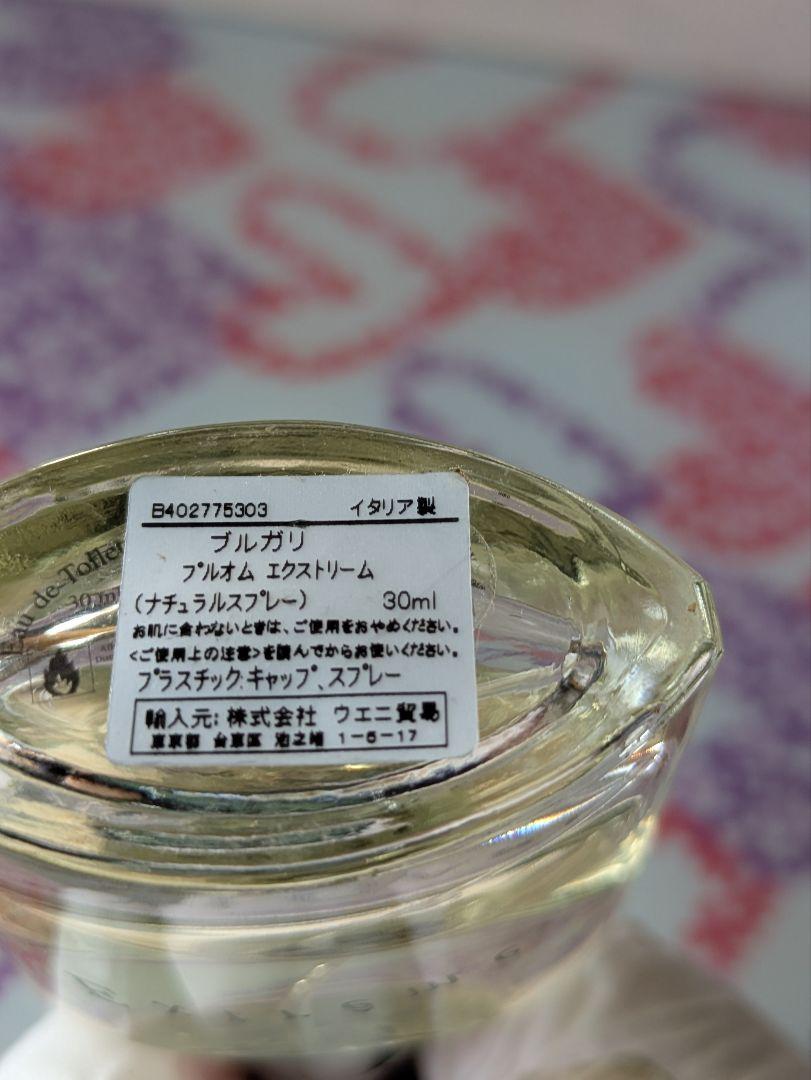 B402775303 イタリア製
ブルガリ
プルオム エクストリーム
(ナチュラルスプレー) 30ml
お肌に合わないときは、ご使用をおやめください。
<ご使用上の注意>を読んでからお使いください。
プラスチック:キャップ、スプレー
輸入元:株式会社 ウエニ貿易
東京都 台東区 池之端 1-6-17
Eau de Toilette
30 ml